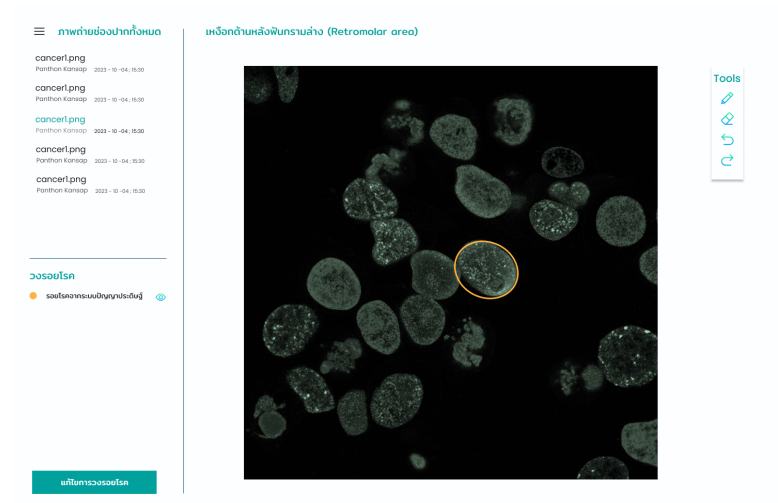 ภาพถ่ายช่องปากทั้งหมด
cancer1.png
Panthon Kansap 2023 - 10 -04 ; 15:30
cancer1.png
Panthon Kansap 2023 - 10 -04 ; 15:30
cancer1.png
Panthon Kansap 2023 - 10 -04 ; 15:30
cancer1.png
Panthon Kansap 2023 - 10 -04 ; 15:30
cancer1.png
Panthon Kansap 2023 - 10 -04 ; 15:30
วงรอยโรค
รอยโรคจากระบบปัญญาประดิษฐ์
แก้ไขการวงรอยโรค
เหงือกด้านหลังฟันกรามล่าง (Retromolar area)
Tools